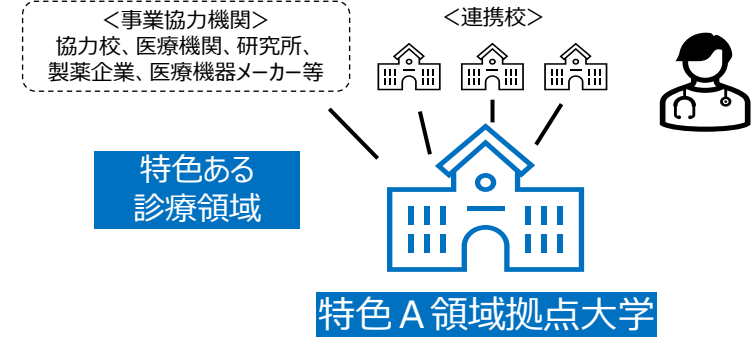 ＜事業協力機関＞
協力校、医療機関、研究所、
製薬企業、医療機器メーカー等
＜連携校＞
特色ある
診療領域
特色Ａ領域拠点大学